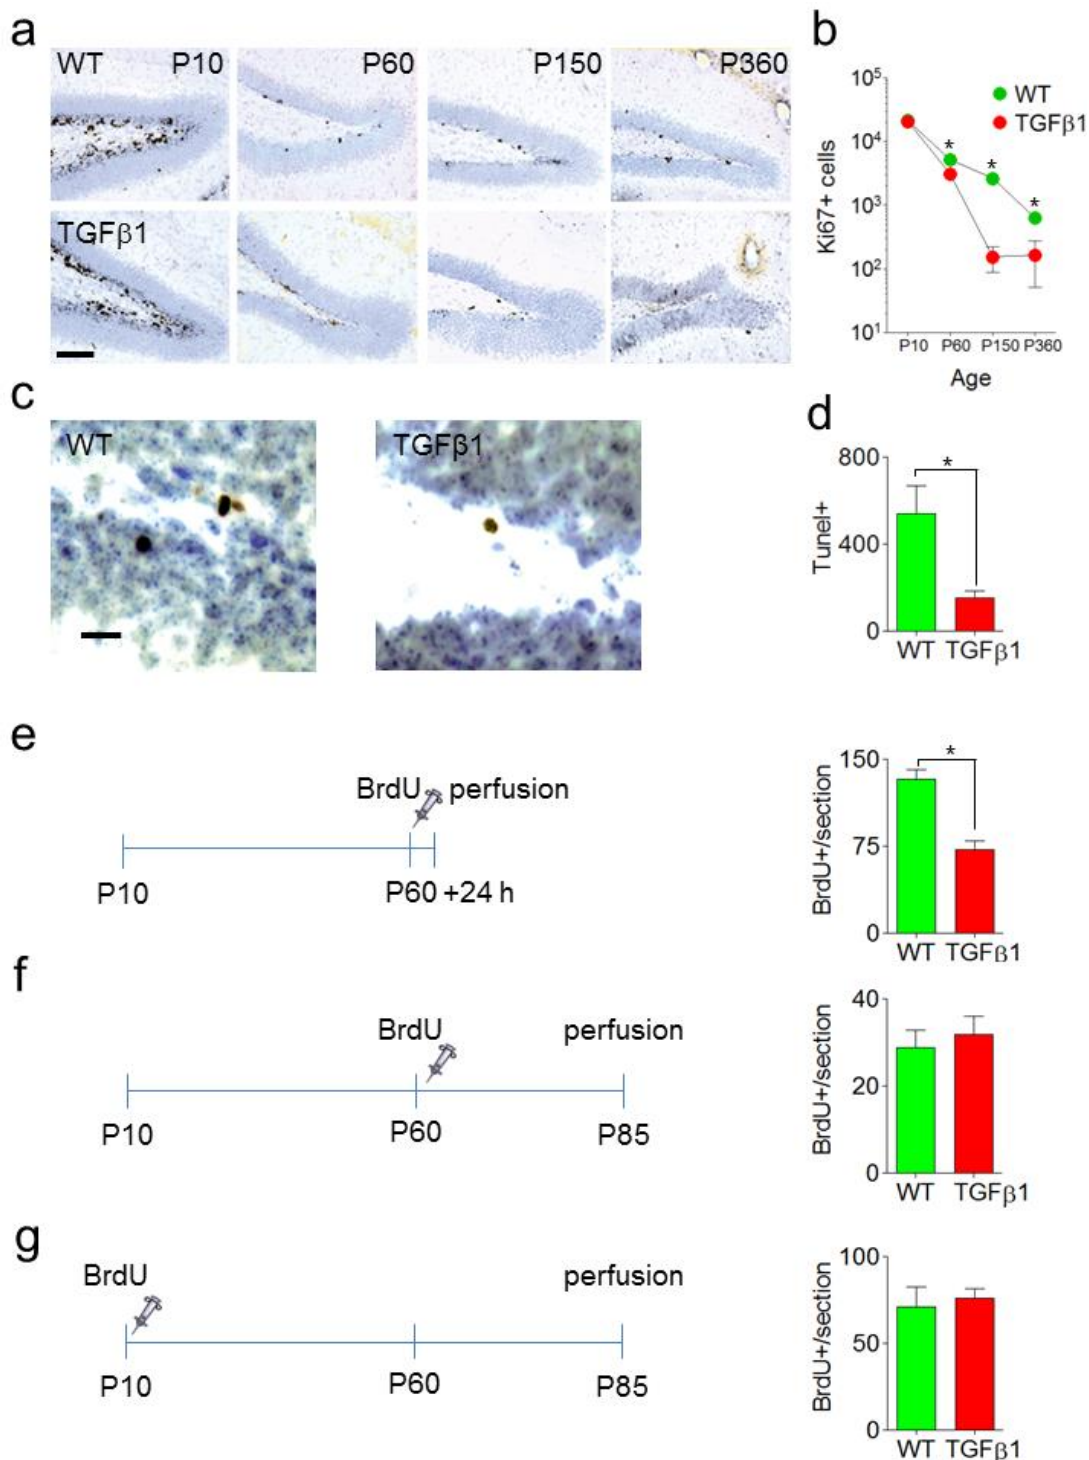 a
WT P10 P60 P150 P360
TGFβ1
b
10⁵
10⁴
10³
10²
10¹
Ki67+ cells
WT
TGFβ1
*
*
*
P10 P60 P150 P360
Age
c
WT
TGFβ1
d
800
400
0
Tunel+
*
WT TGFβ1
e
BrdU perfusion
P10 P60 +24 h
150
75
0
BrdU+/section
*
WT TGFβ1
f
BrdU perfusion
P10 P60 P85
40
20
0
BrdU+/section
WT TGFβ1
g
BrdU perfusion
P10 P60 P85
100
50
0
BrdU+/section
WT TGFβ1